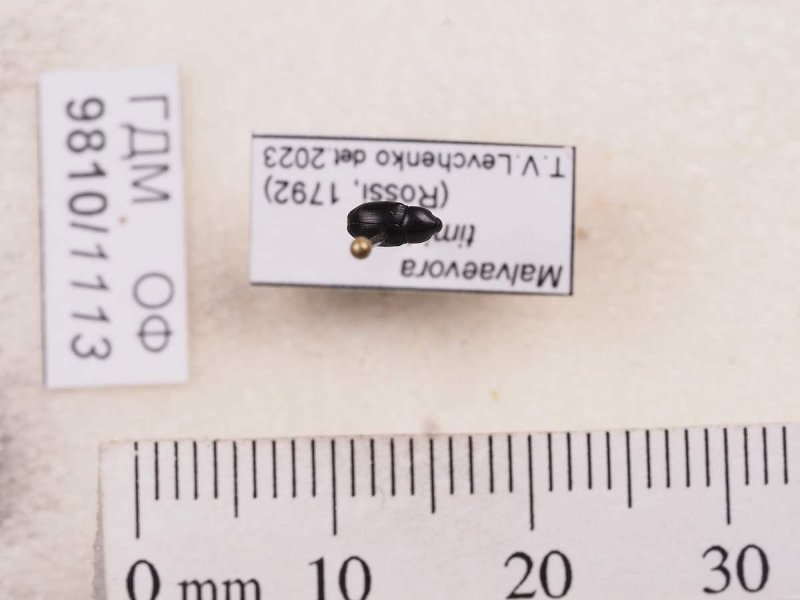 ГДМ ОФ
9810/1113
Malvaevora
(Rossi, 1792)
T.V.Levchenko det.2023
0 mm 10 20 30